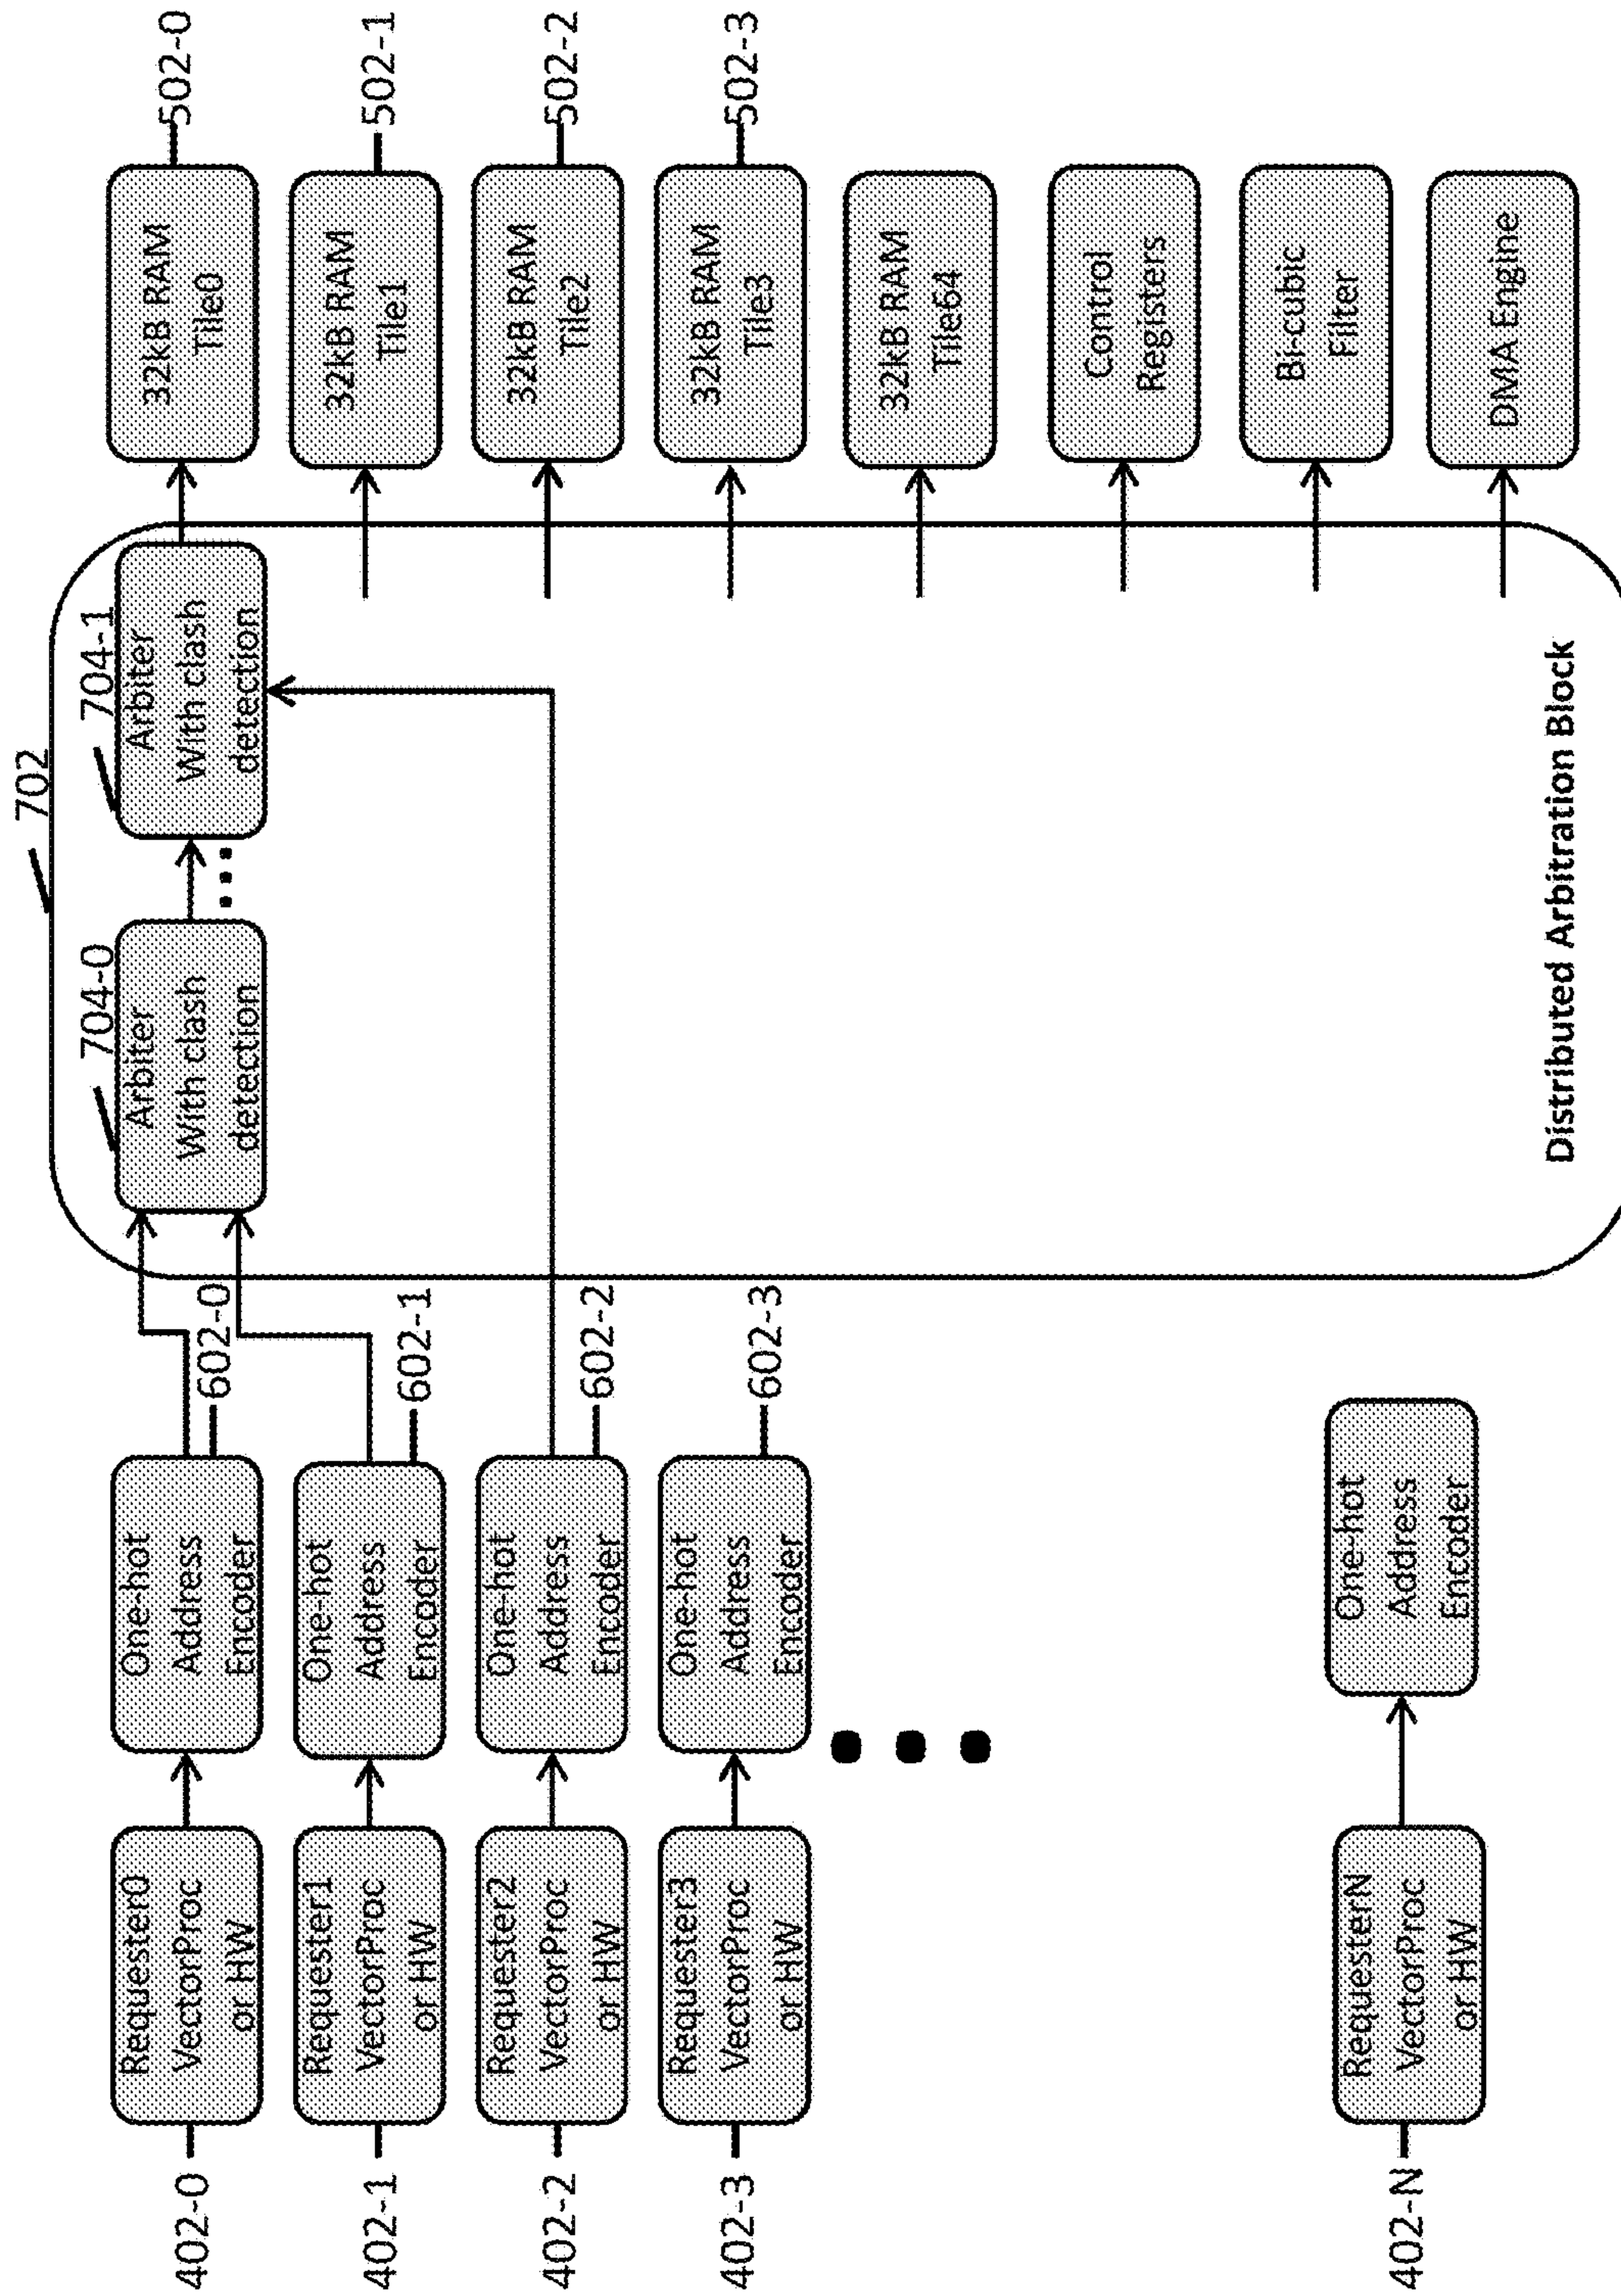 702
704-0
704-1
402-0
Requester0
VectorProc
or HW
One-hot
Address
Encoder
602-0
Arbiter
With clash
detection
...
Arbiter
With clash
detection
32kB RAM
Tile0
502-0
402-1
Requester1
VectorProc
or HW
One-hot
Address
Encoder
602-1
32kB RAM
Tile1
502-1
402-2
Requester2
VectorProc
or HW
One-hot
Address
Encoder
602-2
32kB RAM
Tile2
502-2
402-3
Requester3
VectorProc
or HW
One-hot
Address
Encoder
602-3
32kB RAM
Tile3
502-3
32kB RAM
Tile64
Control
Registers
Bi-cubic
Filter
402-N
RequesterN
VectorProc
or HW
One-hot
Address
Encoder
DMA Engine
Distributed Arbitration Block